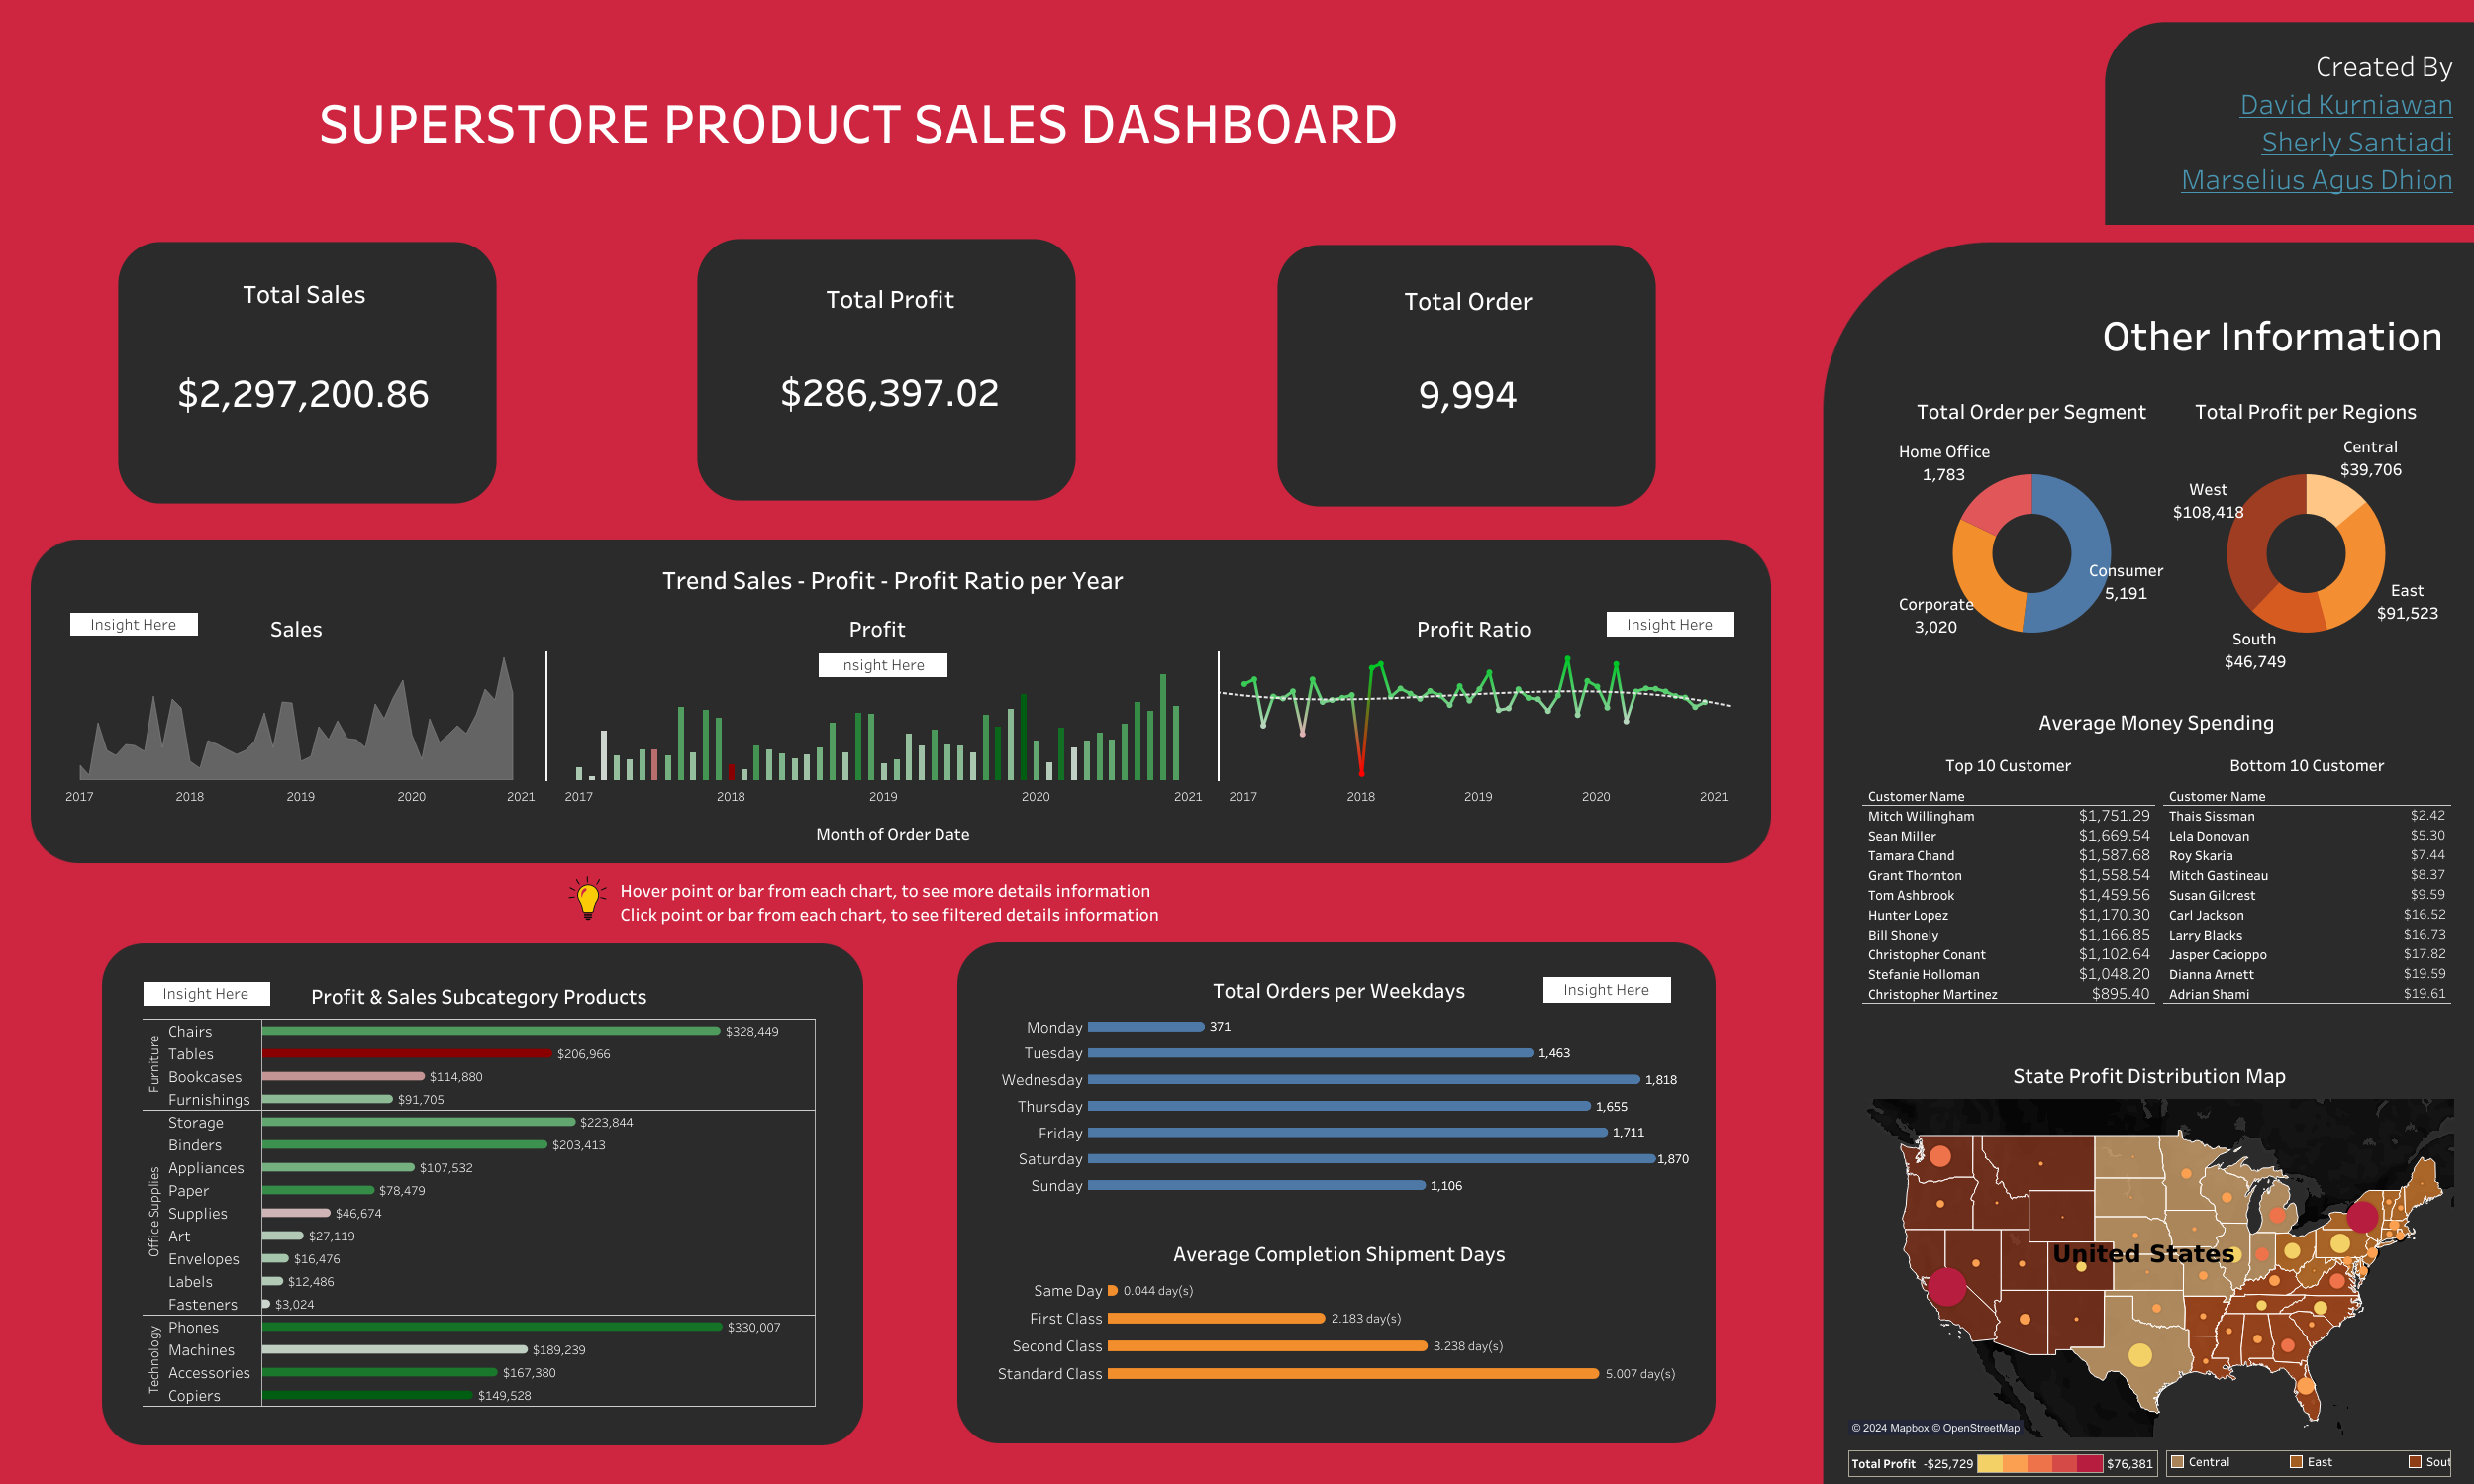 SUPERSTORE PRODUCT SALES DASHBOARD
Created By
David Kurniawan
Sherly Santiadi
Marselius Agus Dhion
Total Sales
$2,297,200.86
Total Profit
$286,397.02
Total Order
9,994
Trend Sales - Profit - Profit Ratio per Year
Insight Here
Sales
Profit
Insight Here
Profit Ratio
Insight Here
2017 2018 2019 2020 2021
2017 2018 2019 2020 2021
2017 2018 2019 2020 2021
Month of Order Date
Hover point or bar from each chart, to see more details information
Click point or bar from each chart, to see filtered details information
Insight Here
Profit & Sales Subcategory Products
Furniture
Chairs $328,449
Tables $206,966
Bookcases $114,880
Furnishings $91,705
Office Supplies
Storage $223,844
Binders $203,413
Appliances $107,532
Paper $78,479
Supplies $46,674
Art $27,119
Envelopes $16,476
Labels $12,486
Fasteners $3,024
Technology
Phones $330,007
Machines $189,239
Accessories $167,380
Copiers $149,528
Total Orders per Weekdays
Insight Here
Monday 371
Tuesday 1,463
Wednesday 1,818
Thursday 1,655
Friday 1,711
Saturday 1,870
Sunday 1,106
Average Completion Shipment Days
Same Day 0.044 day(s)
First Class 2.183 day(s)
Second Class 3.238 day(s)
Standard Class 5.007 day(s)
Other Information
Total Order per Segment
Home Office
1,783
Consumer
5,191
Corporate
3,020
Total Profit per Regions
Central
$39,706
West
$108,418
East
$91,523
South
$46,749
Average Money Spending
Top 10 Customer
Customer Name
Mitch Willingham $1,751.29
Sean Miller $1,669.54
Tamara Chand $1,587.68
Grant Thornton $1,558.54
Tom Ashbrook $1,459.56
Hunter Lopez $1,170.30
Bill Shonely $1,166.85
Christopher Conant $1,102.64
Stefanie Holloman $1,048.20
Christopher Martinez $895.40
Bottom 10 Customer
Customer Name
Thais Sissman $2.42
Lela Donovan $5.30
Roy Skaria $7.44
Mitch Gastineau $8.37
Susan Gilcrest $9.59
Carl Jackson $16.52
Larry Blacks $16.73
Jasper Cacioppo $17.82
Dianna Arnett $19.59
Adrian Shami $19.61
State Profit Distribution Map
United States
© 2024 Mapbox © OpenStreetMap
Total Profit -$25,729 $76,381
Central East Sout